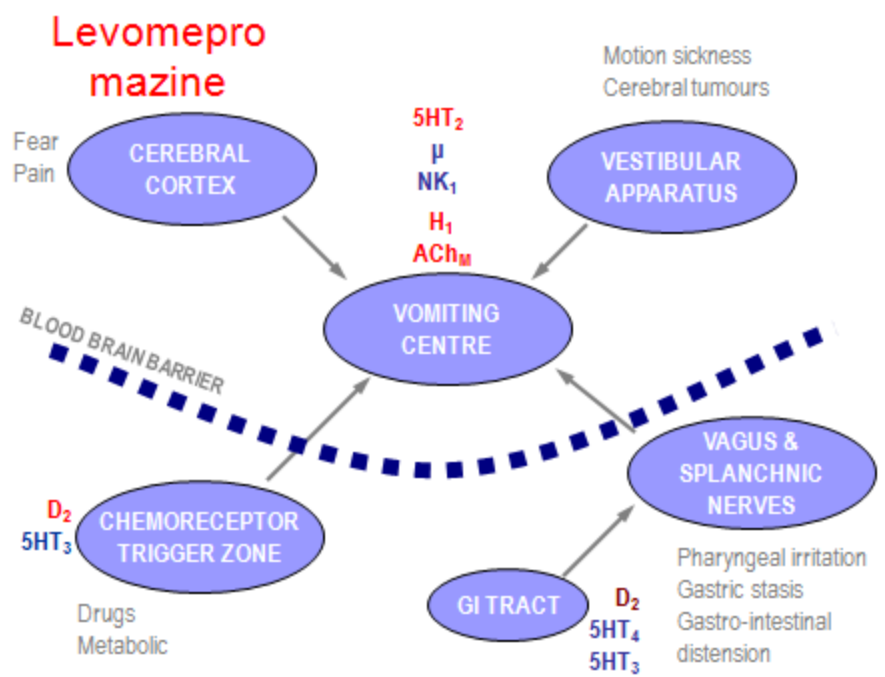 Levomepro
mazine
Motion sickness
Cerebral tumours
Fear
Pain
CEREBRAL
CORTEX
5HT₂
µ
NK₁
H₁
AChM
VESTIBULAR
APPARATUS
VOMITING
CENTRE
BLOOD BRAIN BARRIER
D₂
5HT₃
CHEMORECEPTOR
TRIGGER ZONE
Drugs
Metabolic
VAGUS &
SPLANCHNIC
NERVES
GI TRACT
D₂
5HT₄
5HT₃
Pharyngeal irritation
Gastric stasis
Gastro-intestinal
distension